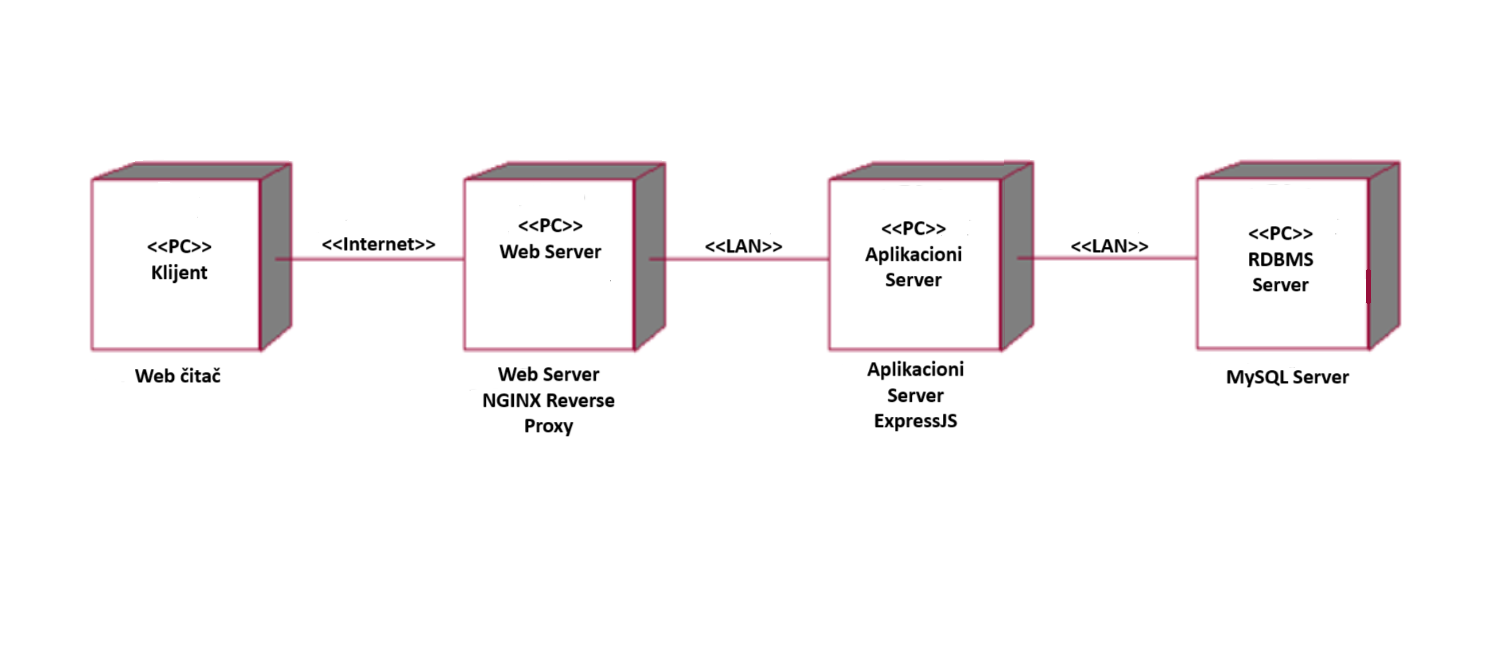 <<PC>>
Klijent
Web čitač
<<Internet>>
<<PC>>
Web Server
Web Server
NGINX Reverse
Proxy
<<LAN>>
<<PC>>
Aplikacioni
Server
Aplikacioni
Server
ExpressJS
<<LAN>>
<<PC>>
RDBMS
Server
MySQL Server